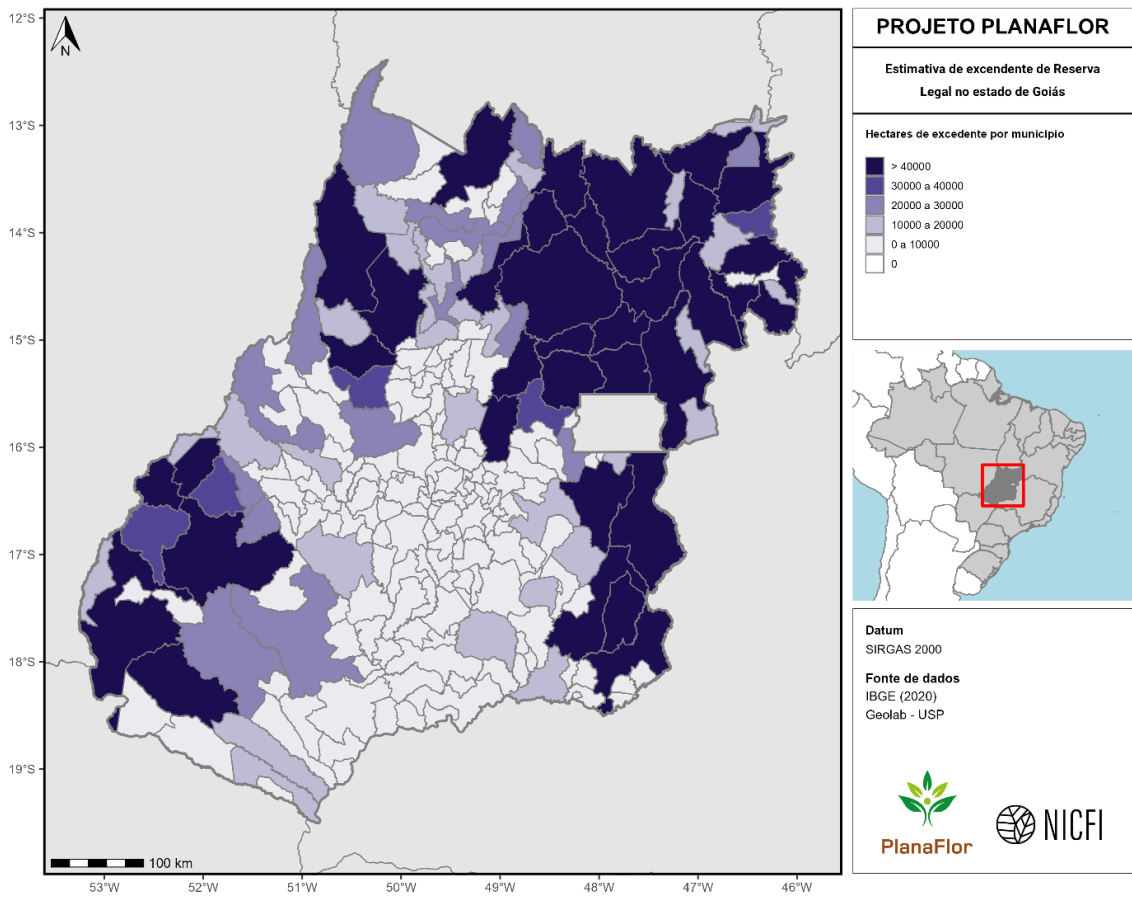 12°S
13°S
14°S
15°S
16°S
17°S
18°S
19°S
N
100 km
53°W
52°W
51°W
50°W
49°W
48°W
47°W
46°W
PROJETO PLANAFLOR
Estimativa de excendente de Reserva
Legal no estado de Goiás
Hectares de excedente por municipio
> 40000
30000 a 40000
20000 a 30000
10000 a 20000
0 a 10000
0
Datum
SIRGAS 2000
Fonte de dados
IBGE (2020)
Geolab - USP
PlanaFlor
NICFI